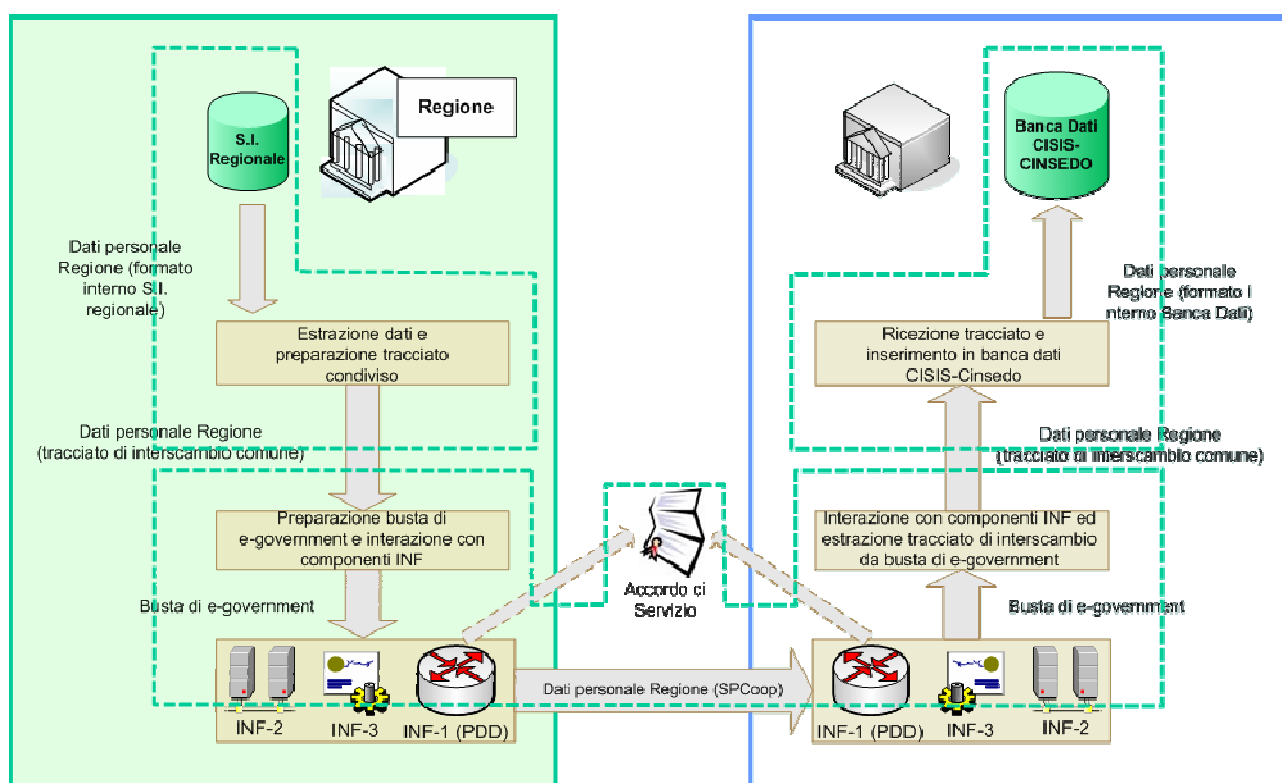 Regione
S.I.
Regionale
Dati personale
Regione (formato
interno S.I.
regionale)
Estrazione dati e
preparazione tracciato
condiviso
Dati personale Regione
(tracciato di interscambio comune)
Preparazione busta di
e-government e interazione con
componenti INF
Busta di e-government
INF-2
INF-3
INF-1 (PDD)
Accordo ci
Servizio
Dati personale Regione (SPCoop)
Banca Dati
CISIS-
CINSEDO
Dati personale
Regione (formato i
nterno Banca Dati)
Ricezione tracciato e
inserimento in banca dati
CISIS-Cinsedo
Dati personale Regione
(tracciato di interscambio comune)
Interazione con componenti INF ed
estrazione tracciato di interscambio
da busta di e-government
Busta di e-government
INF-1 (PDD)
INF-3
INF-2